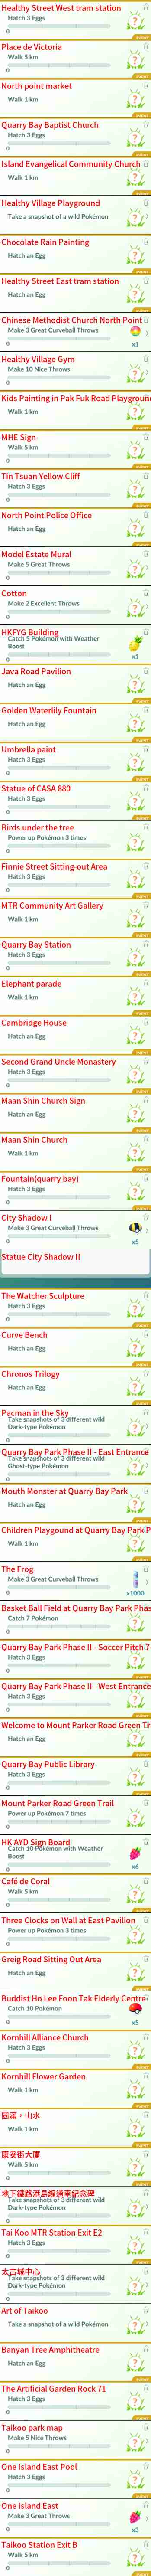 Healthy Street West tram station
Hatch 3 Eggs
0
Place de Victoria
Walk 5 km
0
North point market
Walk 1 km
Quarry Bay Baptist Church
Hatch 3 Eggs
0
Island Evangelical Community Church
Walk 1 km
Healthy Village Playground
Take a snapshot of a wild Pokémon
Chocolate Rain Painting
Hatch an Egg
Healthy Street East tram station
Hatch an Egg
Chinese Methodist Church North Point
Make 3 Great Curveball Throws
0
x1
Healthy Village Gym
Make 10 Nice Throws
0
Kids Painting in Pak Fuk Road Playground
Walk 1 km
MHE Sign
Walk 5 km
0
Tin Tsuan Yellow Cliff
Hatch 3 Eggs
0
North Point Police Office
Hatch an Egg
Model Estate Mural
Make 5 Great Throws
0
Cotton
Make 2 Excellent Throws
0
HKFYG Building
Catch 5 Pokémon with Weather
Boost
0
x1
Java Road Pavilion
Hatch an Egg
Golden Waterlily Fountain
Hatch an Egg
Umbrella paint
Hatch 3 Eggs
0
Statue of CASA 880
Hatch 3 Eggs
0
Birds under the tree
Power up Pokémon 3 times
0
Finnie Street Sitting-out Area
Hatch 3 Eggs
0
MTR Community Art Gallery
Walk 1 km
Quarry Bay Station
Hatch 3 Eggs
0
Elephant parade
Walk 1 km
Cambridge House
Hatch an Egg
Second Grand Uncle Monastery
Hatch 3 Eggs
0
Maan Shin Church Sign
Hatch an Egg
Maan Shin Church
Walk 1 km
Fountain(quarry bay)
Hatch 3 Eggs
0
City Shadow I
Make 3 Great Curveball Throws
0
x5
Statue City Shadow II
The Watcher Sculpture
Hatch 3 Eggs
0
Curve Bench
Hatch an Egg
Chronos Trilogy
Hatch an Egg
Pacman in the Sky
Take snapshots of 3 different wild
Dark-type Pokémon
0
Quarry Bay Park Phase II - East Entrance
Take snapshots of 3 different wild
Ghost-type Pokémon
0
Mouth Monster at Quarry Bay Park
Hatch an Egg
Children Playgound at Quarry Bay Park P
Walk 1 km
The Frog
Make 3 Great Curveball Throws
0
x1000
Basket Ball Field at Quarry Bay Park Phas
Catch 7 Pokémon
0
Quarry Bay Park Phase II - Soccer Pitch 7-
Hatch 3 Eggs
0
Quarry Bay Park Phase II - West Entrance
Hatch 3 Eggs
0
Welcome to Mount Parker Road Green Tr
Hatch an Egg
Quarry Bay Public Library
Hatch 3 Eggs
0
Mount Parker Road Green Trail
Power up Pokémon 7 times
0
HK AYD Sign Board
Catch 10 Pokémon with Weather
Boost
0
x6
Café de Coral
Walk 5 km
0
Three Clocks on Wall at East Pavilion
Power up Pokémon 3 times
0
Greig Road Sitting Out Area
Hatch an Egg
Buddist Ho Lee Foon Tak Elderly Centre
Catch 10 Pokémon
0
x5
Kornhill Alliance Church
Hatch 3 Eggs
0
Kornhill Flower Garden
Walk 1 km
圓滿，山水
Walk 1 km
康安街大廈
Walk 5 km
0
地下鐵路港島線通車紀念碑
Take snapshots of 3 different wild
Dark-type Pokémon
0
Tai Koo MTR Station Exit E2
Hatch 3 Eggs
0
太古城中心
Take snapshots of 3 different wild
Dark-type Pokémon
0
Art of Taikoo
Take a snapshot of a wild Pokémon
Banyan Tree Amphitheatre
Hatch an Egg
The Artificial Garden Rock 71
Hatch 3 Eggs
0
Taikoo park map
Make 5 Nice Throws
0
One Island East Pool
Hatch 3 Eggs
0
One Island East
Make 3 Great Throws
0
x3
Taikoo Station Exit B
Walk 5 km
0